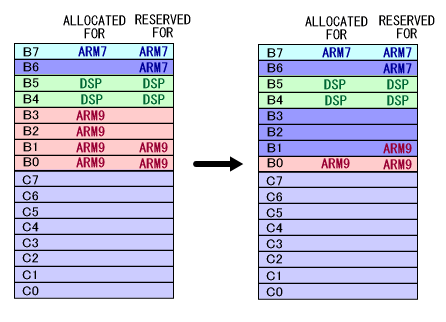 ALLOCATED FOR RESERVED FOR
B7 ARM7 ARM7
B6 ARM7
B5 DSP DSP
B4 DSP DSP
B3 ARM9
B2 ARM9
B1 ARM9 ARM9
B0 ARM9 ARM9
C7
C6
C5
C4
C3
C2
C1
C0
ALLOCATED FOR RESERVED FOR
B7 ARM7 ARM7
B6 ARM7
B5 DSP DSP
B4 DSP DSP
B3
B2
B1 ARM9
B0 ARM9 ARM9
C7
C6
C5
C4
C3
C2
C1
C0